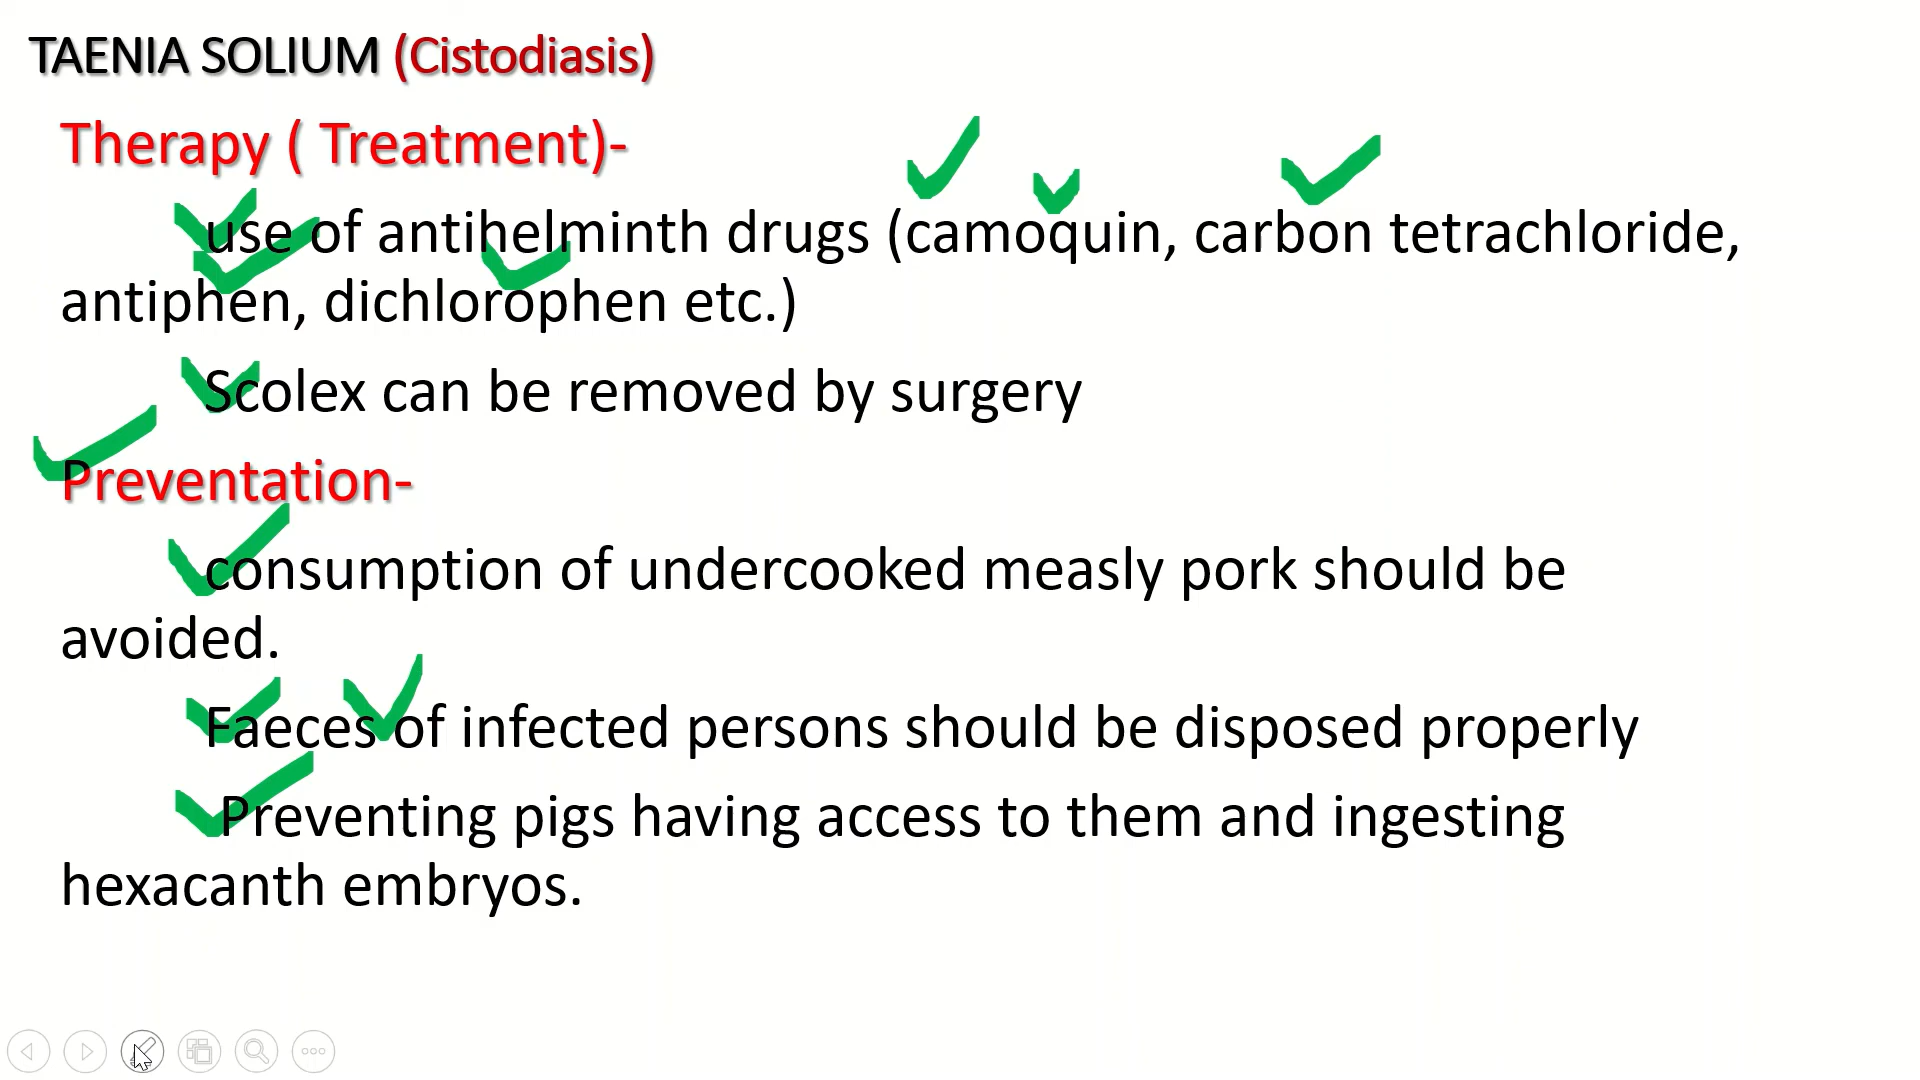 TAENIA SOLIUM (Cistodiasis)
Therapy ( Treatment)-
use of antihelminth drugs (camoquin, carbon tetrachloride,
antiphen, dichlorophen etc.)
Scolex can be removed by surgery
Preventation-
consumption of undercooked measly pork should be
avoided.
Faeces of infected persons should be disposed properly
Preventing pigs having access to them and ingesting
hexacanth embryos.